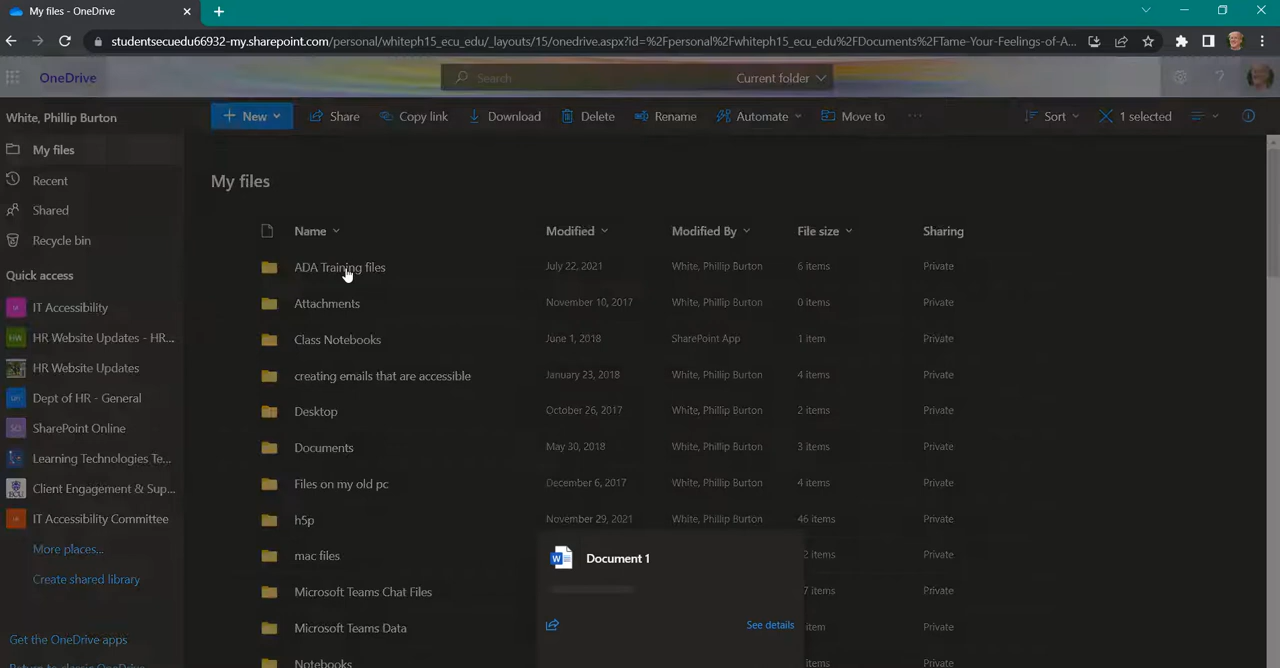 My files - OneDrive
studentsecuedu66932-my.sharepoint.com/personal/whiteph15_ecu_edu/_layouts/15/onedrive.aspx?id=%2Fpersonal%2Fwhiteph15_ecu_edu%2FDocuments%2FTame-Your-Feelings-of-A...
OneDrive
Search
Current folder
White, Phillip Burton
New
Share
Copy link
Download
Delete
Rename
Automate
Move to
Sort
1 selected
My files
Recent
Shared
Recycle bin
Quick access
IT Accessibility
HR Website Updates - HR...
HR Website Updates
Dept of HR - General
SharePoint Online
Learning Technologies Te...
Client Engagement & Sup...
IT Accessibility Committee
More places...
Create shared library
Get the OneDrive apps
Return to classic OneDrive
My files
Name Modified Modified By File size Sharing
ADA Training files July 22, 2021 White, Phillip Burton 6 items Private
Attachments November 10, 2017 White, Phillip Burton 0 items Private
Class Notebooks June 1, 2018 SharePoint App 1 item Private
creating emails that are accessible January 23, 2018 White, Phillip Burton 4 items Private
Desktop October 26, 2017 White, Phillip Burton 2 items Private
Documents May 30, 2018 White, Phillip Burton 3 items Private
Files on my old pc December 6, 2017 White, Phillip Burton 4 items Private
h5p November 29, 2021 White, Phillip Burton 46 items Private
mac files 2 items Private
Microsoft Teams Chat Files 7 items Private
Microsoft Teams Data item Private
Notebooks items Private
Document 1
See details